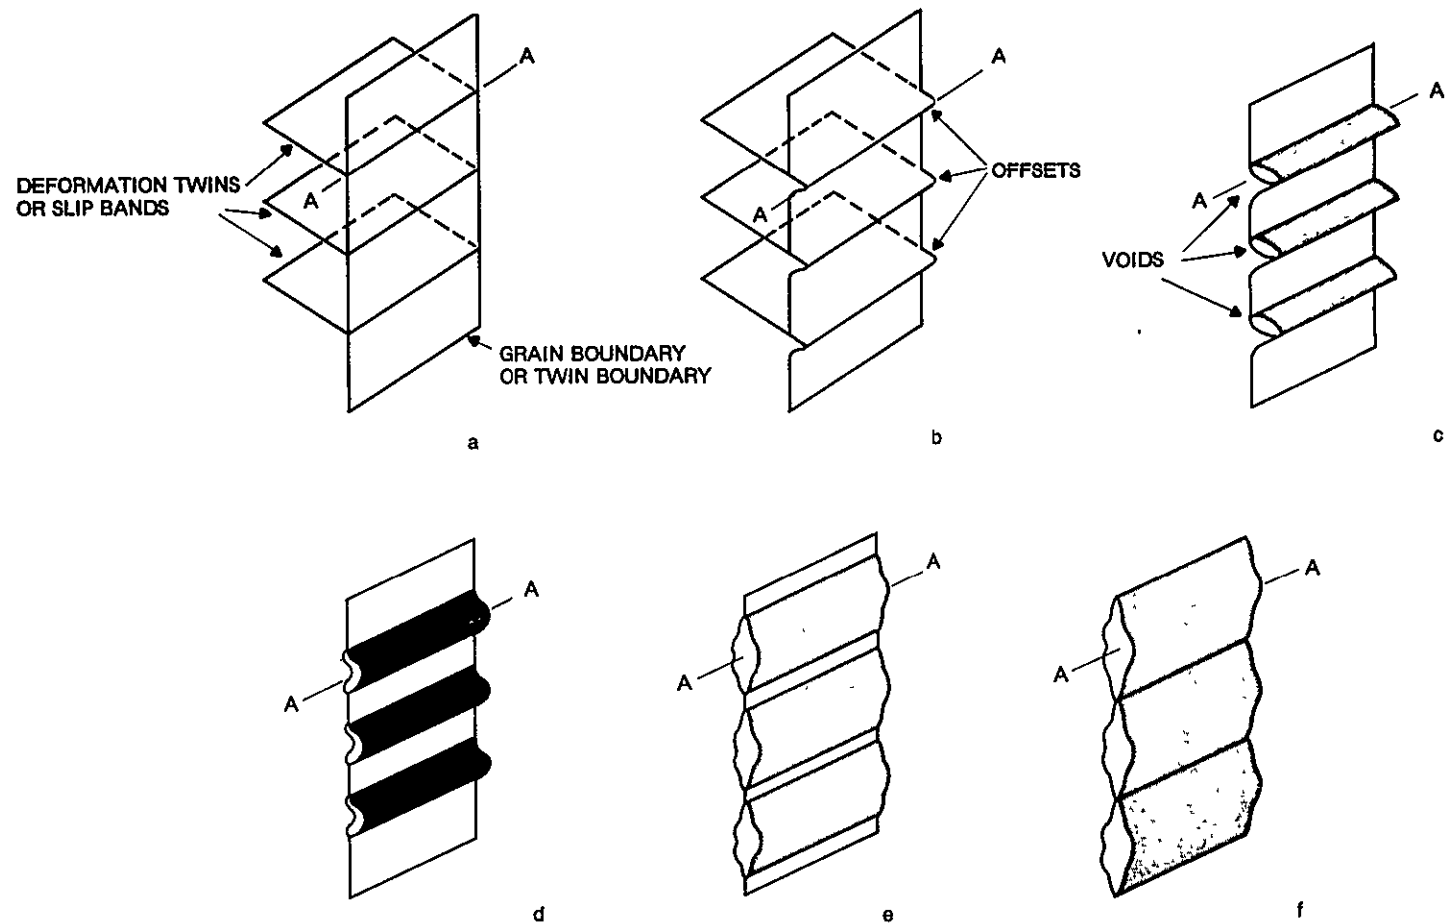 A
A
A
DEFORMATION TWINS
OR SLIP BANDS
A
OFFSETS
A
A
VOIDS
GRAIN BOUNDARY
OR TWIN BOUNDARY
a
b
c
A
A
A
A
A
A
d
e
f